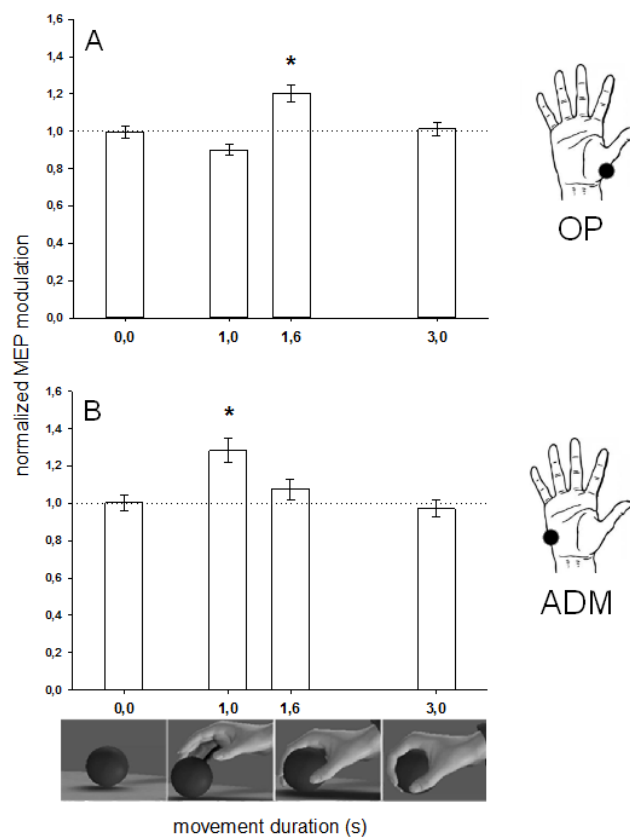 A
*
1,6
1,4
1,2
1,0
0,8
0,6
0,4
0,2
0,0
0,0 1,0 1,6 3,0
OP
normalized MEP modulation
B
*
1,6
1,4
1,2
1,0
0,8
0,6
0,4
0,2
0,0
0,0 1,0 1,6 3,0
ADM
movement duration (s)